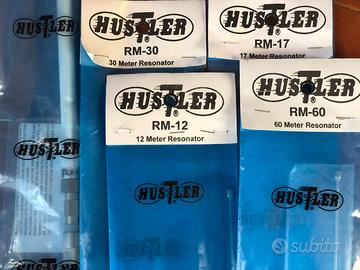 HUSTLER
RM-30
30 Meter Resonator
HUSTLER
RM-17
17 Meter Resonator
HUSTLER
RM-12
12 Meter Resonator
HUSTLER
RM-60
60 Meter Resonator
HUSTLER
HUSTLER
HUSTLER
HUSTLER
subito